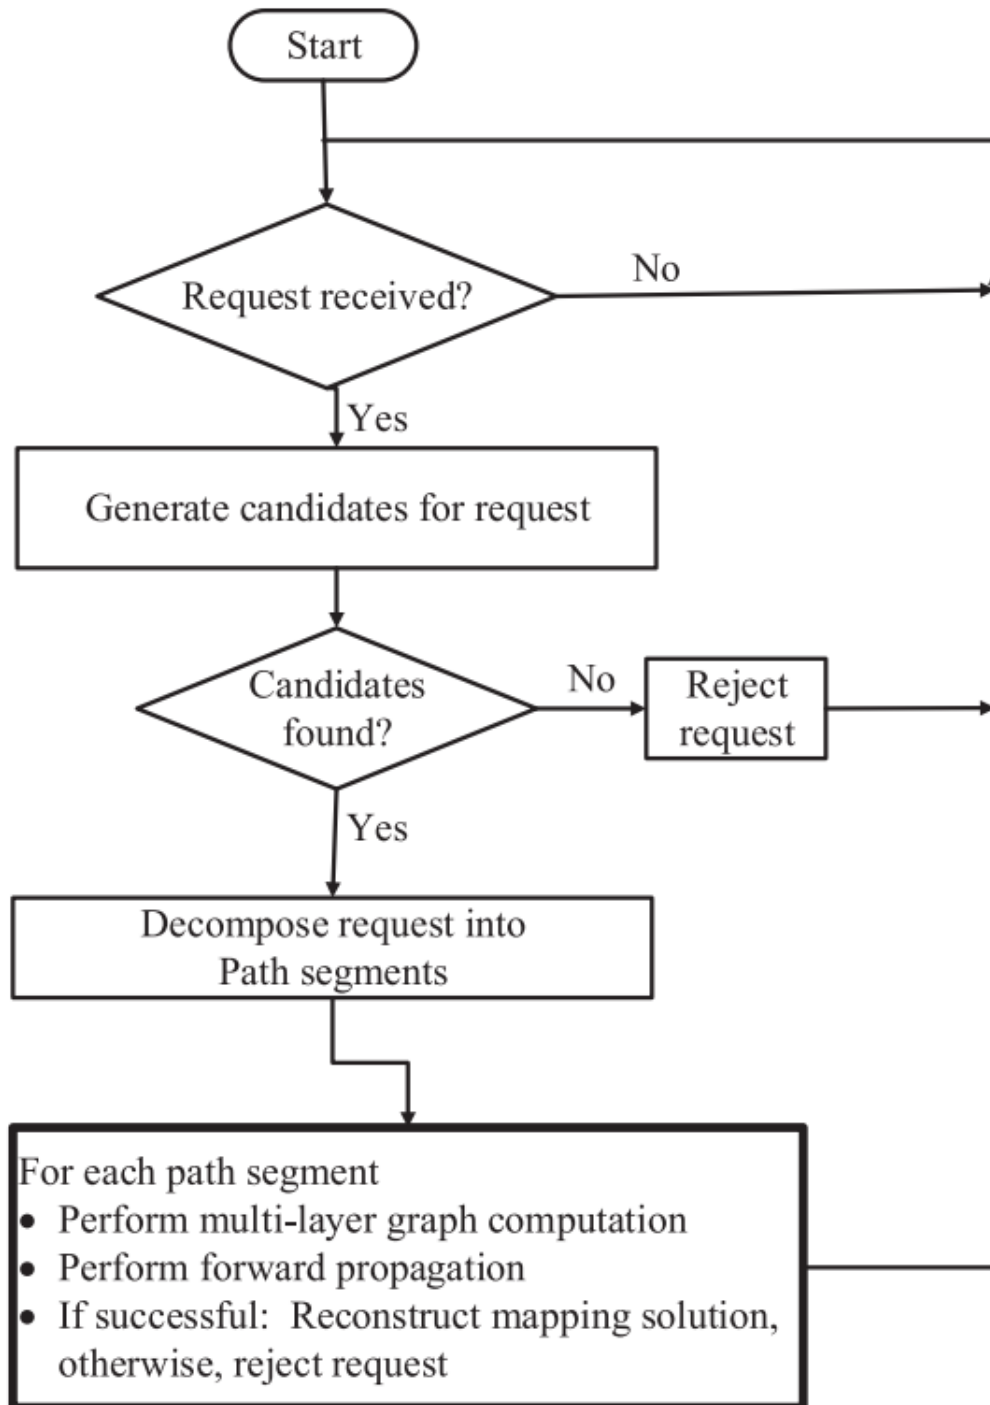 Start
Request received?
No
Yes
Generate candidates for request
Candidates
found?
No
Reject
request
Yes
Decompose request into
Path segments
For each path segment
• Perform multi-layer graph computation
• Perform forward propagation
• If successful: Reconstruct mapping solution,
otherwise, reject request